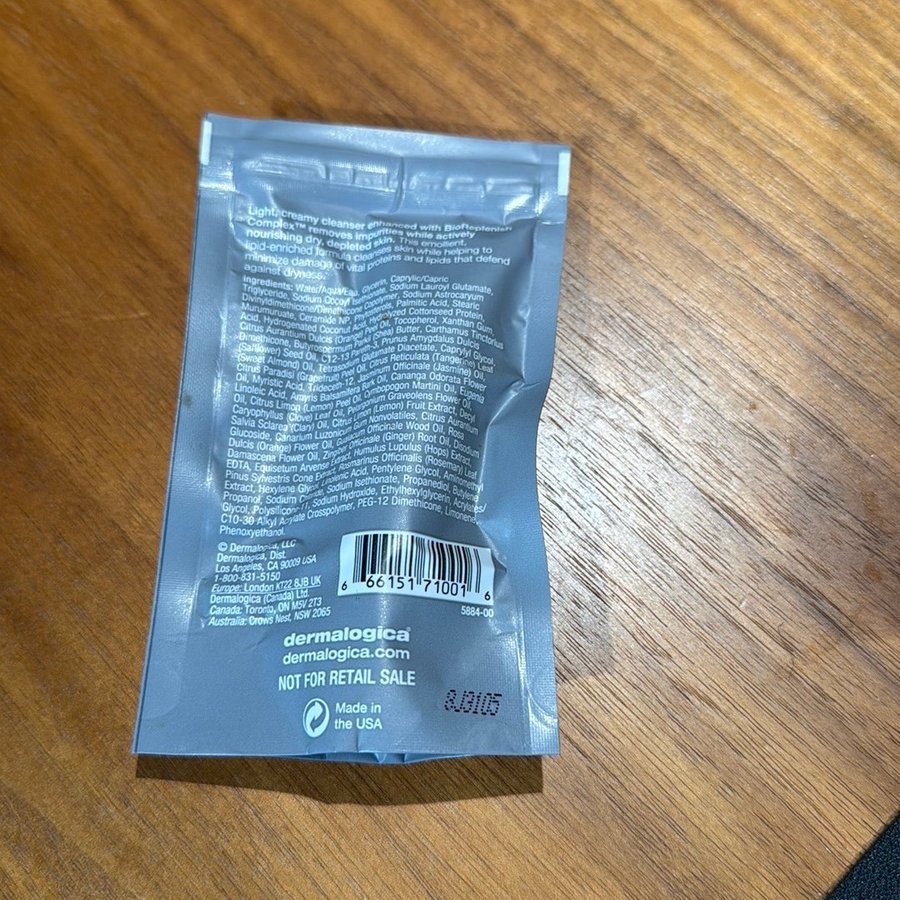 Light, creamy cleanser enhanced with BioReplenish
Complex™ removes impurities while actively
nourishing dry, depleted skin. This emollient,
lipid-enriched formula cleanses skin while helping to
minimize damage of vital proteins and lipids that defend
against dryness.
Ingredients: Water/Aqua/Eau, Glycerin, Caprylic/Capric
Triglyceride, Sodium Cocoyl Isethionate, Sodium Lauroyl Glutamate,
Divinyldimethicone/Dimethicone Copolymer, Sodium Astrocaryum
Murumuruate, Ceramide NP, Phytosterols, Palmitic Acid, Stearic
Acid, Hydrogenated Coconut Acid, Hydrolyzed Cottonseed Protein,
Citrus Aurantium Dulcis (Orange) Peel Oil, Tocopherol, Xanthan Gum,
Dimethicone, Butyrospermum Parkii (Shea) Butter, Carthamus Tinctorius
(Safflower) Seed Oil, C12-13 Pareth-3, Prunus Amygdalus Dulcis
(Sweet Almond) Oil, Tetrasodium Glutamate Diacetate, Caprylyl Glycol,
Citrus Paradisi (Grapefruit) Peel Oil, Citrus Reticulata (Tangerine) Leaf
Oil, Myristic Acid, Trideceth-12, Jasminum Officinale (Jasmine) Oil,
Linoleic Acid, Amyris Balsamifera Bark Oil, Cananga Odorata Flower
Oil, Citrus Limon (Lemon) Peel Oil, Cymbopogon Martini Oil, Eugenia
Caryophyllus (Clove) Leaf Oil, Pelargonium Graveolens Flower Oil,
Salvia Sclarea (Clary) Oil, Citrus Limon (Lemon) Fruit Extract, Decyl
Glucoside, Canarium Luzonicum Gum Nonvolatiles, Citrus Aurantium
Dulcis (Orange) Flower Oil, Guaiacum Officinale Wood Oil, Rosa
Damascena Flower Oil, Zingiber Officinale (Ginger) Root Oil, Disodium
EDTA, Equisetum Arvense Extract, Humulus Lupulus (Hops) Extract,
Pinus Sylvestris Cone Extract, Rosmarinus Officinalis (Rosemary) Leaf
Extract, Hexylene Glycol, Linolenic Acid, Pentylene Glycol, Aminomethyl
Propanol, Sodium Chloride, Sodium Isethionate, Propanediol, Butylene
Glycol, Polysilicone-11, Sodium Hydroxide, Ethylhexylglycerin, Acrylates/
C10-30 Alkyl Acrylate Crosspolymer, PEG-12 Dimethicone, Limonene,
Phenoxyethanol.
© Dermalogica, LLC
Dermalogica, Dist.
Los Angeles, CA 90009 USA
1-800-831-5150
Europe: London KT22 8JB UK
Dermalogica (Canada) Ltd.
Canada: Toronto, ON M5V 2T3
Australia: Crows Nest, NSW 2065
6 66151 71001 6
5884-00
dermalogica®
dermalogica.com
NOT FOR RETAIL SALE
Made in
the USA
8J3105